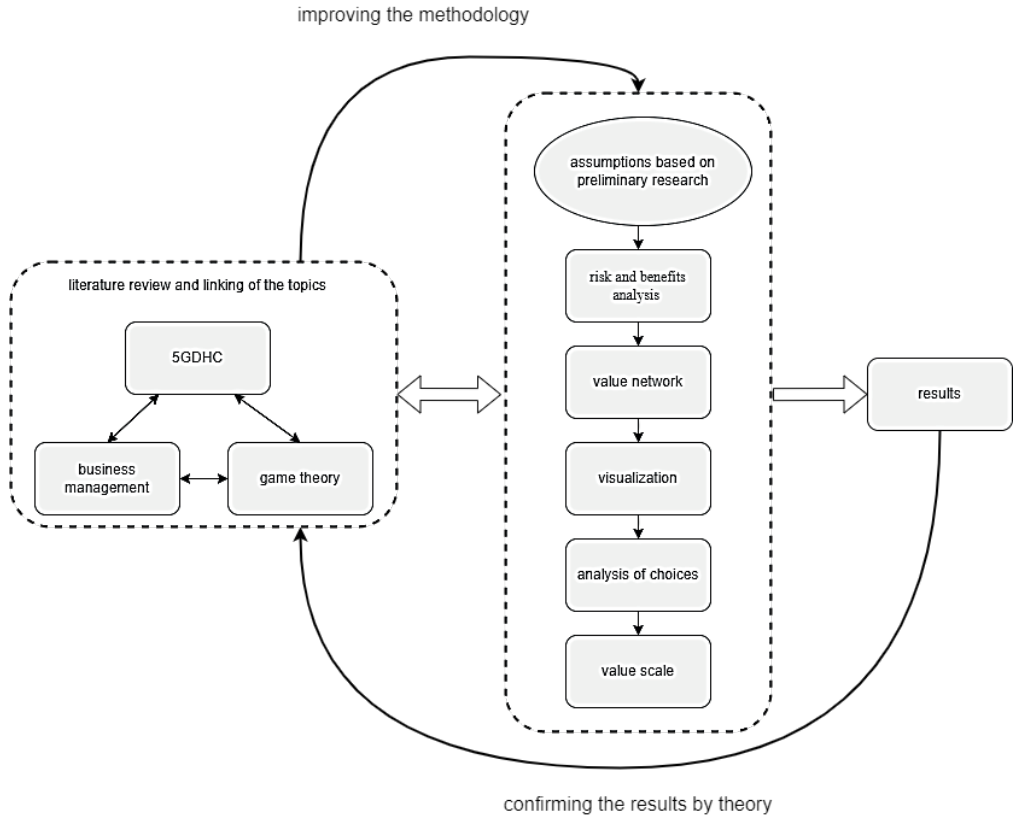 improving the methodology
assumptions based on
preliminary research
risk and benefits
analysis
literature review and linking of the topics
5GDHC
value network
results
business
management
game theory
visualization
analysis of choices
value scale
confirming the results by theory